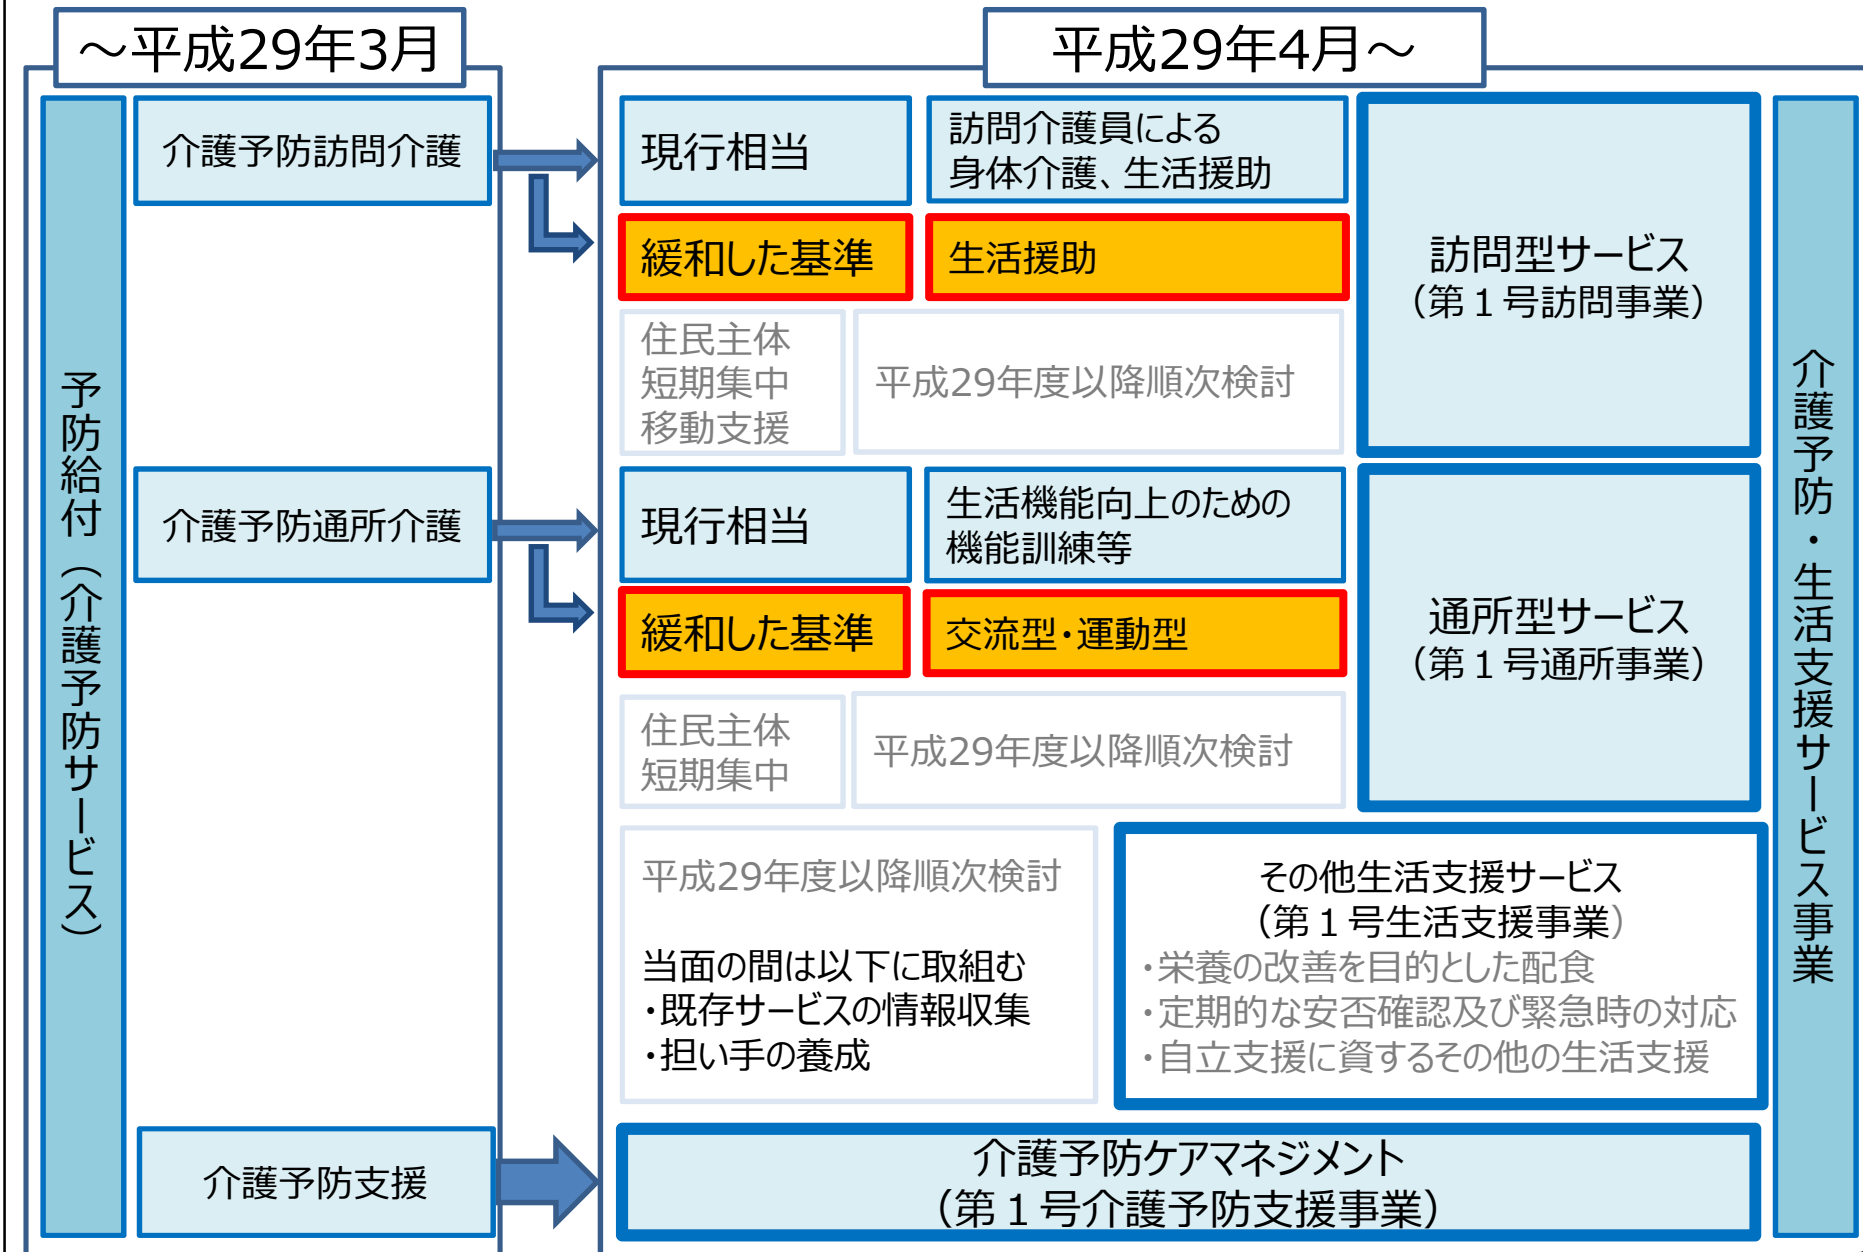 ～平成29年3月
予防給付（介護予防サービス）
介護予防訪問介護
介護予防通所介護
介護予防支援
平成29年4月～
現行相当
訪問介護員による
身体介護、生活援助
緩和した基準
生活援助
住民主体
短期集中
移動支援
平成29年度以降順次検討
訪問型サービス
（第１号訪問事業）
現行相当
生活機能向上のための
機能訓練等
緩和した基準
交流型・運動型
住民主体
短期集中
平成29年度以降順次検討
通所型サービス
（第１号通所事業）
平成29年度以降順次検討
当面の間は以下に取組む
・既存サービスの情報収集
・担い手の養成
その他生活支援サービス
（第１号生活支援事業）
・栄養の改善を目的とした配食
・定期的な安否確認及び緊急時の対応
・自立支援に資するその他の生活支援
介護予防ケアマネジメント
（第１号介護予防支援事業）
介護予防・生活支援サービス事業